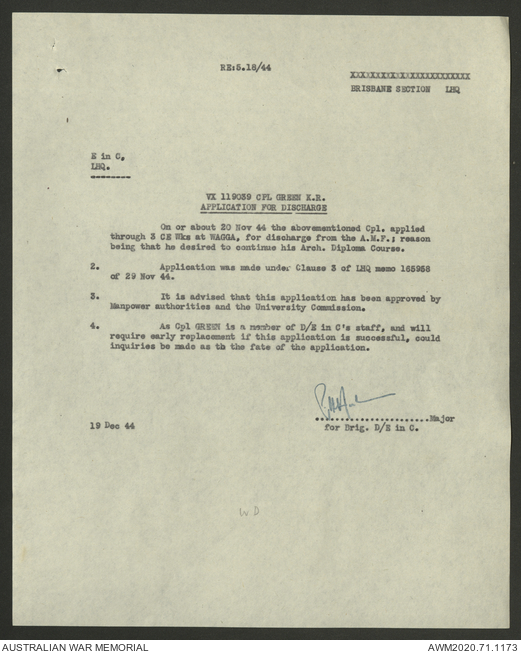 RE:5.18/44
XXXXXXXXXXXXXXXXXXXXXXXX
BRISBANE SECTION LHQ
E in C.
LHQ.
VX 119039 CPL GREEN K.R.
APPLICATION FOR DISCHARGE
On or about 20 Nov 44 the abovementioned Cpl. applied
through 3 CE Wks at WAGGA, for discharge from the A.M.F.; reason
being that he desired to continue his Arch. Diploma Course.
2. Application was made under Clause 3 of LHQ memo 165958
of 29 Nov 44.
3. It is advised that this application has been approved by
Manpower authorities and the University Commission.
4. As Cpl GREEN is a member of D/E in C's staff, and will
require early replacement if this application is successful, could
inquiries be made as to the fate of the application.
......................Major
19 Dec 44
for Brig. D/E in C.
W D
AUSTRALIAN WAR MEMORIAL
AWM2020.71.1173